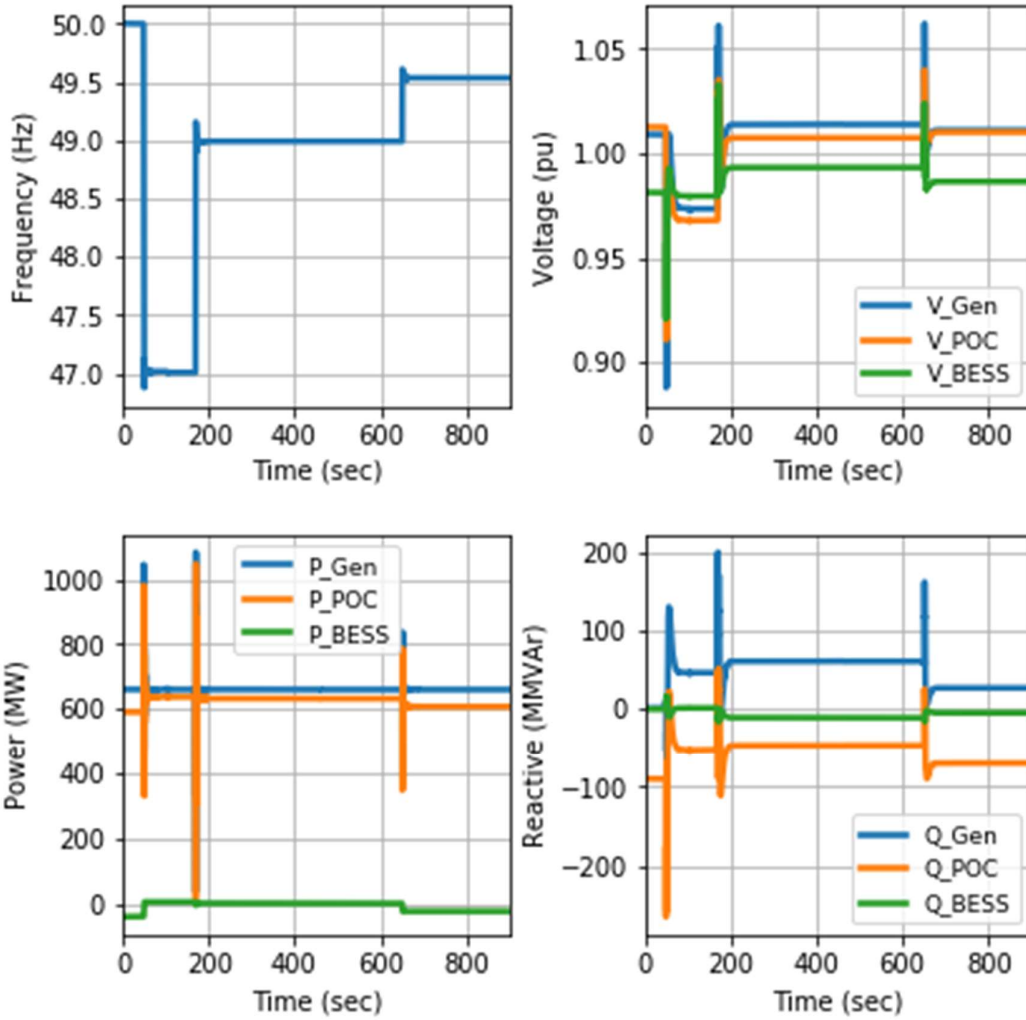 50.0
49.5
49.0
48.5
48.0
47.5
47.0
Frequency (Hz)
0 200 400 600 800
Time (sec)
1.05
1.00
0.95
0.90
Voltage (pu)
V_Gen
V_POC
V_BESS
0 200 400 600 800
Time (sec)
1000
800
600
400
200
0
Power (MW)
P_Gen
P_POC
P_BESS
0 200 400 600 800
Time (sec)
200
100
0
−100
−200
Reactive (MMVAr)
Q_Gen
Q_POC
Q_BESS
0 200 400 600 800
Time (sec)